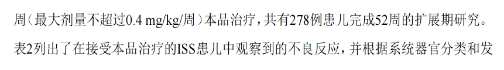 周（最大剂量不超过0.4 mg/kg/周）本品治疗，共有278例患儿完成52周的扩展期研究。
表2列出了在接受本品治疗的ISS患儿中观察到的不良反应，并根据系统器官分类和发